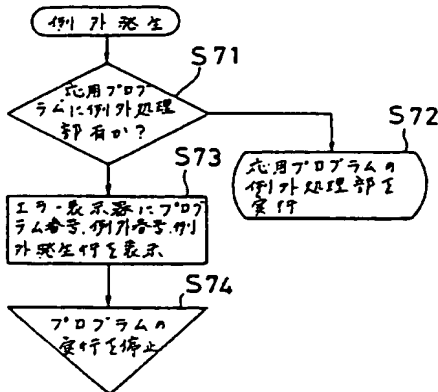 例外発生
S71
応用プログ
ラムに例外処理
部有か?
S72
応用プログラムの
例外処理部を
実行
S73
エラー表示器にプログ
ラム番号、例外番号、例
外発生行を表示
S74
プログラムの
実行を停止